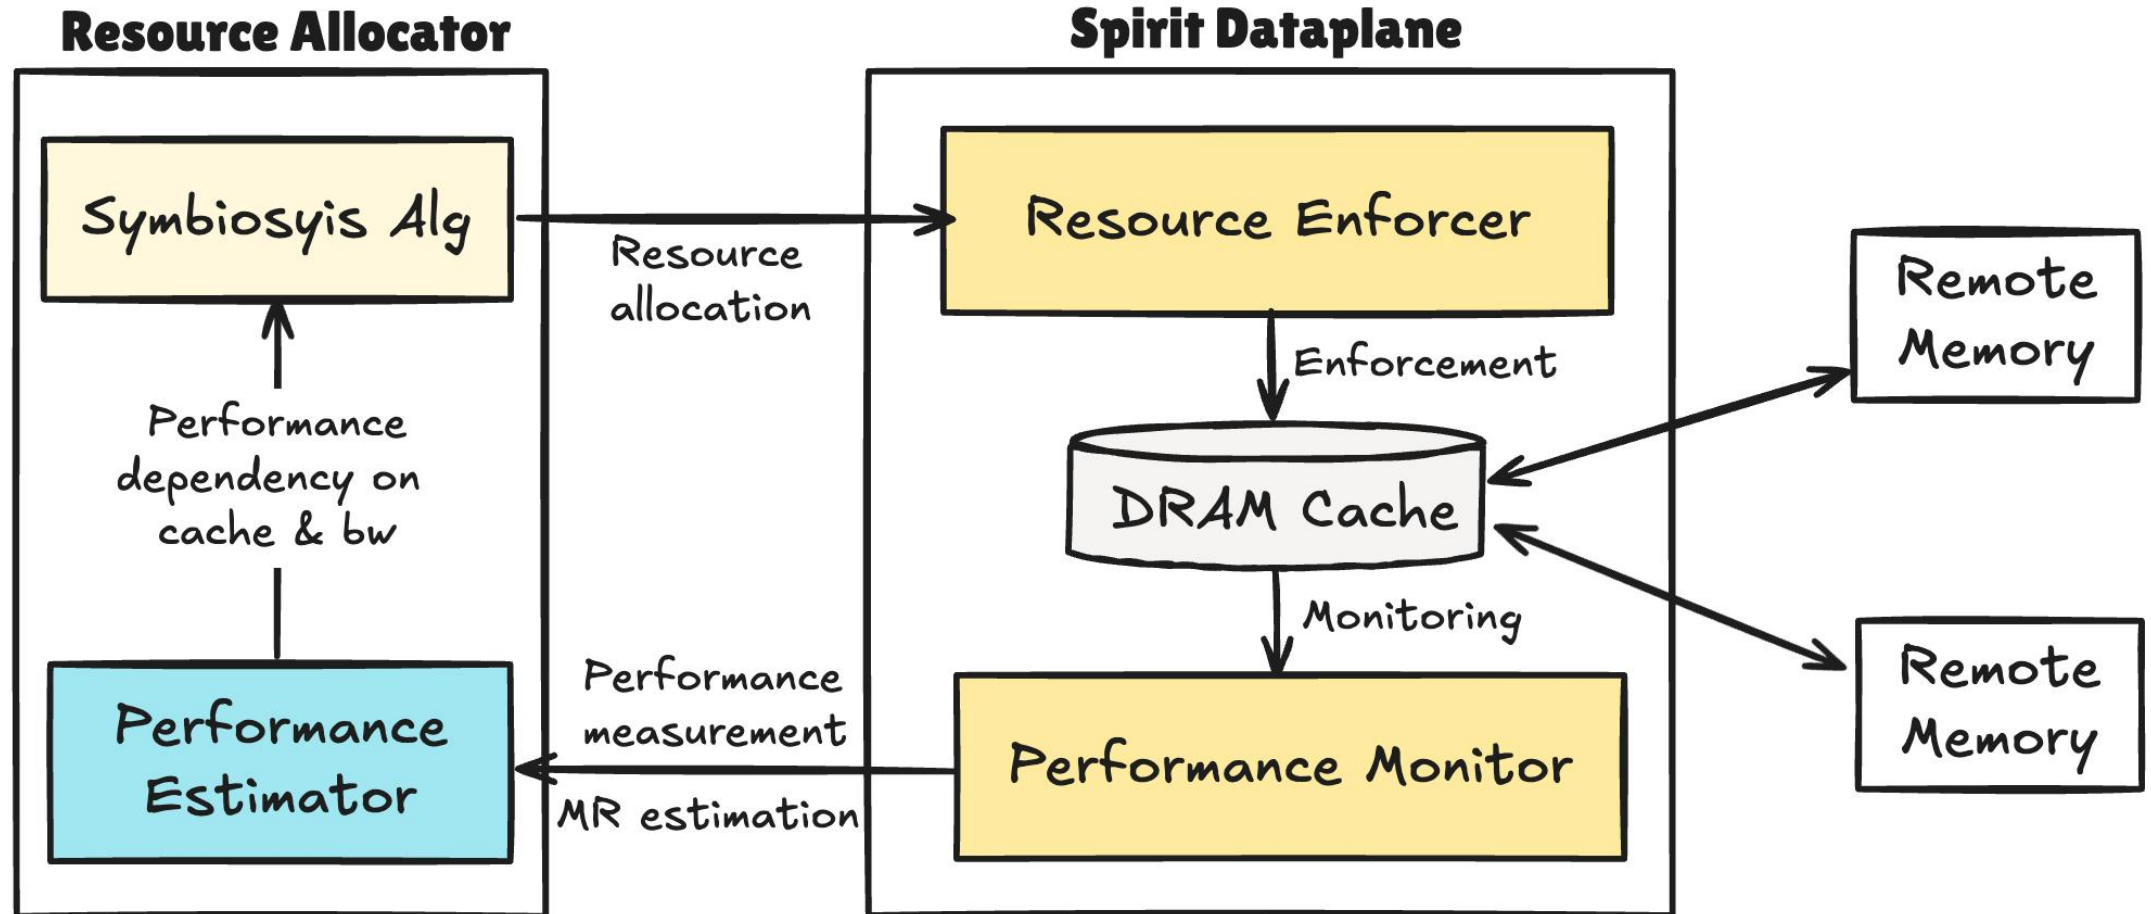 Resource Allocator
Spirit Dataplane
Symbiosyis Alg
Resource
allocation
Resource Enforcer
Enforcement
Remote
Memory
Performance
dependency on
cache & bw
DRAM Cache
Monitoring
Performance
Estimator
Performance
measurement
MR estimation
Performance Monitor
Remote
Memory